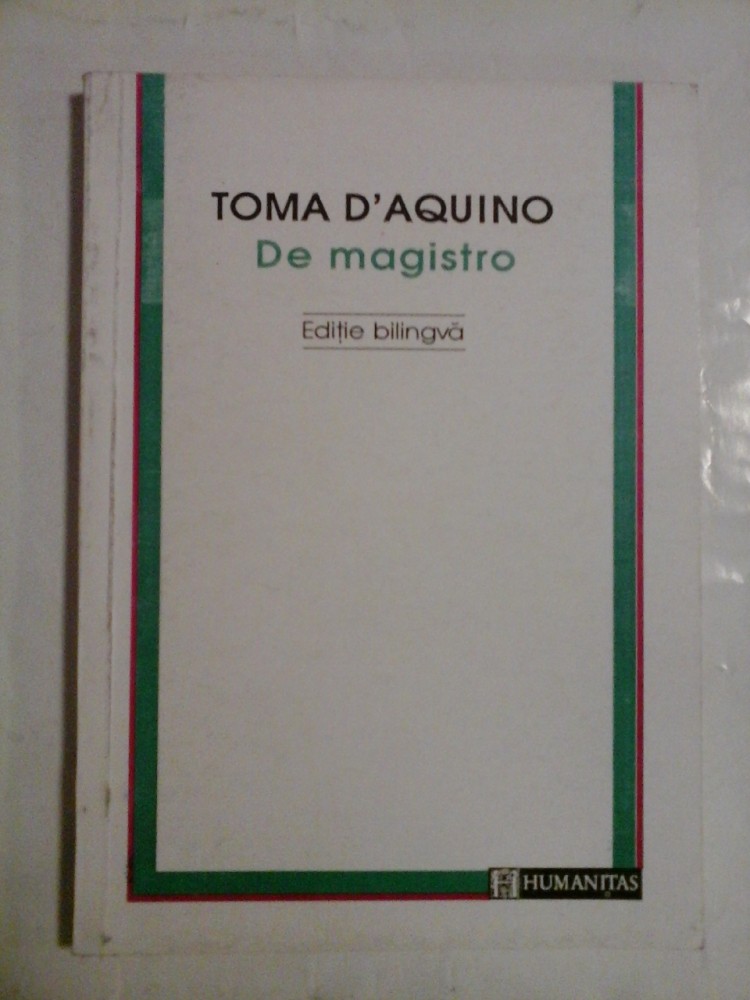 TOMA D'AQUINO
De magistro
Ediție bilingvă
HUMANITAS